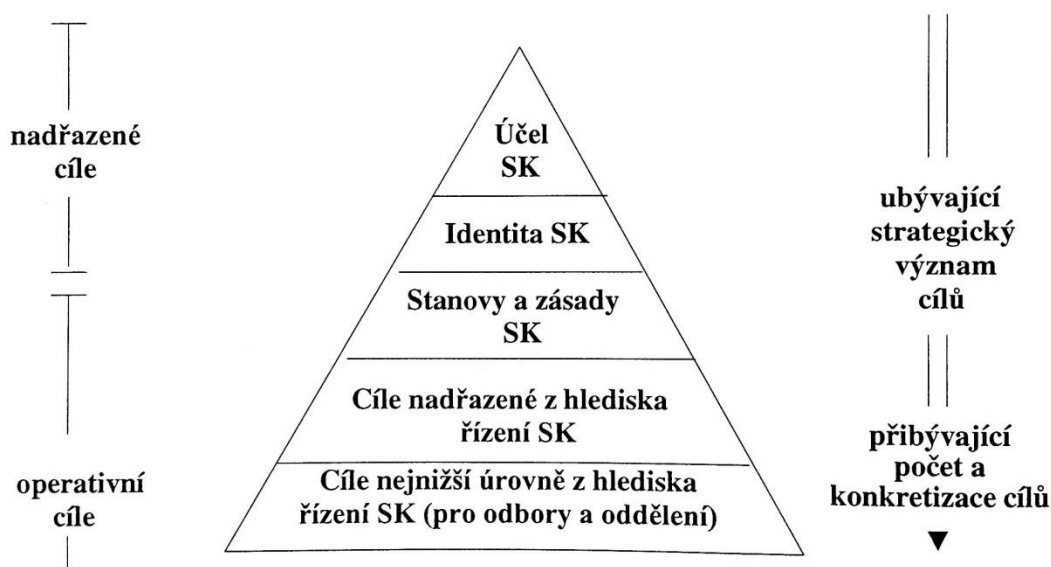 nadřazené
cíle
operativní
cíle
Účel
SK
Identita SK
Stanovy a zásady
SK
Cíle nadřazené z hlediska
řízení SK
Cíle nejnižší úrovně z hlediska
řízení SK (pro odbory a oddělení)
ubývající
strategický
význam
cílů
přibývající
počet a
konkretizace cílů